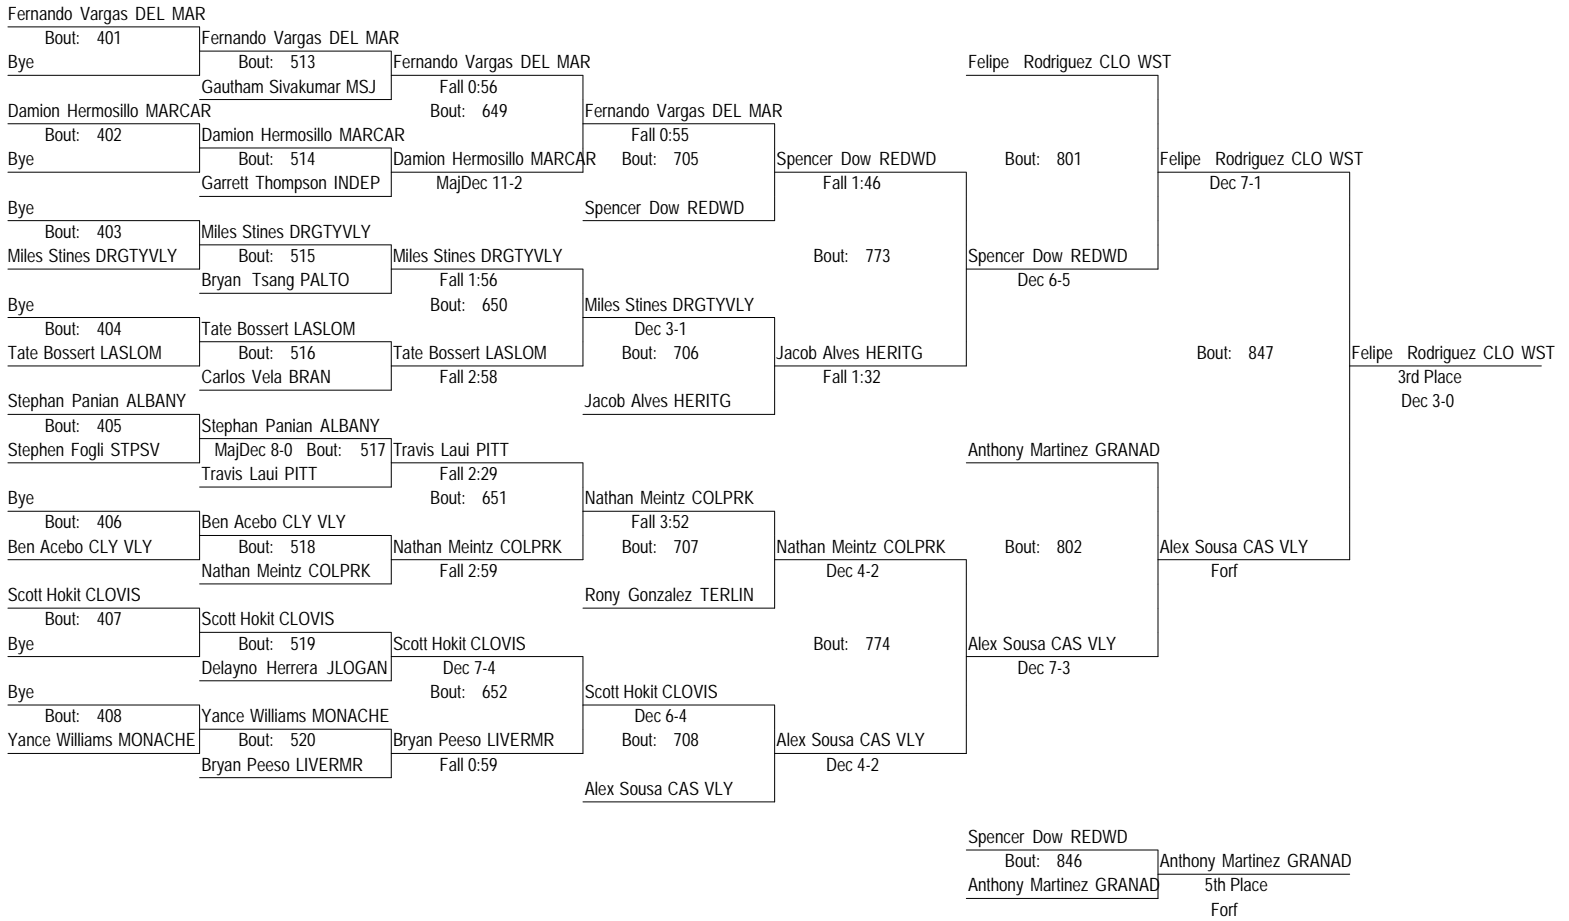 Fernando Vargas DEL MAR
Bout: 401
Bye
Damion Hermosillo MARCAR
Bout: 402
Bye
Bye
Bout: 403
Miles Stines DRGTYVLY
Bye
Bout: 404
Tate Bossert LASLOM
Stephan Panian ALBANY
Bout: 405
Stephen Fogli STPSV
Bye
Bout: 406
Ben Acebo CLY VLY
Scott Hokit CLOVIS
Bout: 407
Bye
Bye
Bout: 408
Yance Williams MONACHE
Fernando Vargas DEL MAR
Bout: 513
Gautham Sivakumar MSJ
Damion Hermosillo MARCAR
Bout: 514
Garrett Thompson INDEP
Miles Stines DRGTYVLY
Bout: 515
Bryan Tsang PALTO
Tate Bossert LASLOM
Bout: 516
Carlos Vela BRAN
Stephan Panian ALBANY
MajDec 8-0 Bout: 517
Travis Laui PITT
Ben Acebo CLY VLY
Bout: 518
Nathan Meintz COLPRK
Scott Hokit CLOVIS
Bout: 519
Delayno Herrera JLOGAN
Yance Williams MONACHE
Bout: 520
Bryan Peeso LIVERMR
Fernando Vargas DEL MAR
Fall 0:56
Bout: 649
Damion Hermosillo MARCAR
MajDec 11-2
Miles Stines DRGTYVLY
Fall 1:56
Bout: 650
Tate Bossert LASLOM
Fall 2:58
Travis Laui PITT
Fall 2:29
Bout: 651
Nathan Meintz COLPRK
Fall 2:59
Scott Hokit CLOVIS
Dec 7-4
Bout: 652
Bryan Peeso LIVERMR
Fall 0:59
Fernando Vargas DEL MAR
Fall 0:55
Bout: 705
Spencer Dow REDWD
Miles Stines DRGTYVLY
Dec 3-1
Bout: 706
Jacob Alves HERITG
Nathan Meintz COLPRK
Fall 3:52
Bout: 707
Rony Gonzalez TERLIN
Scott Hokit CLOVIS
Dec 6-4
Bout: 708
Alex Sousa CAS VLY
Spencer Dow REDWD
Fall 1:46
Bout: 773
Jacob Alves HERITG
Fall 1:32
Nathan Meintz COLPRK
Dec 4-2
Bout: 774
Alex Sousa CAS VLY
Dec 4-2
Felipe Rodriguez CLO WST
Bout: 801
Spencer Dow REDWD
Dec 6-5
Anthony Martinez GRANAD
Bout: 802
Alex Sousa CAS VLY
Dec 7-3
Felipe Rodriguez CLO WST
Dec 7-1
Bout: 847
Alex Sousa CAS VLY
Forf
Felipe Rodriguez CLO WST
3rd Place
Dec 3-0
Spencer Dow REDWD
Bout: 846
Anthony Martinez GRANAD
Anthony Martinez GRANAD
5th Place
Forf